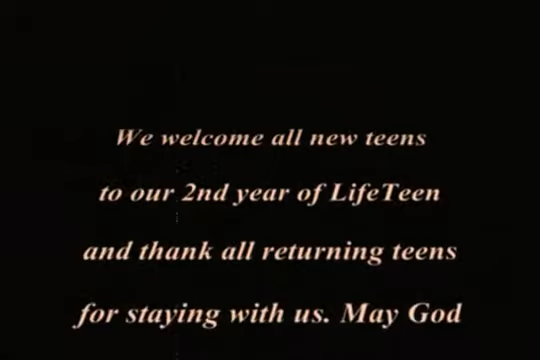 We welcome all new teens
to our 2nd year of LifeTeen
and thank all returning teens
for staying with us. May God